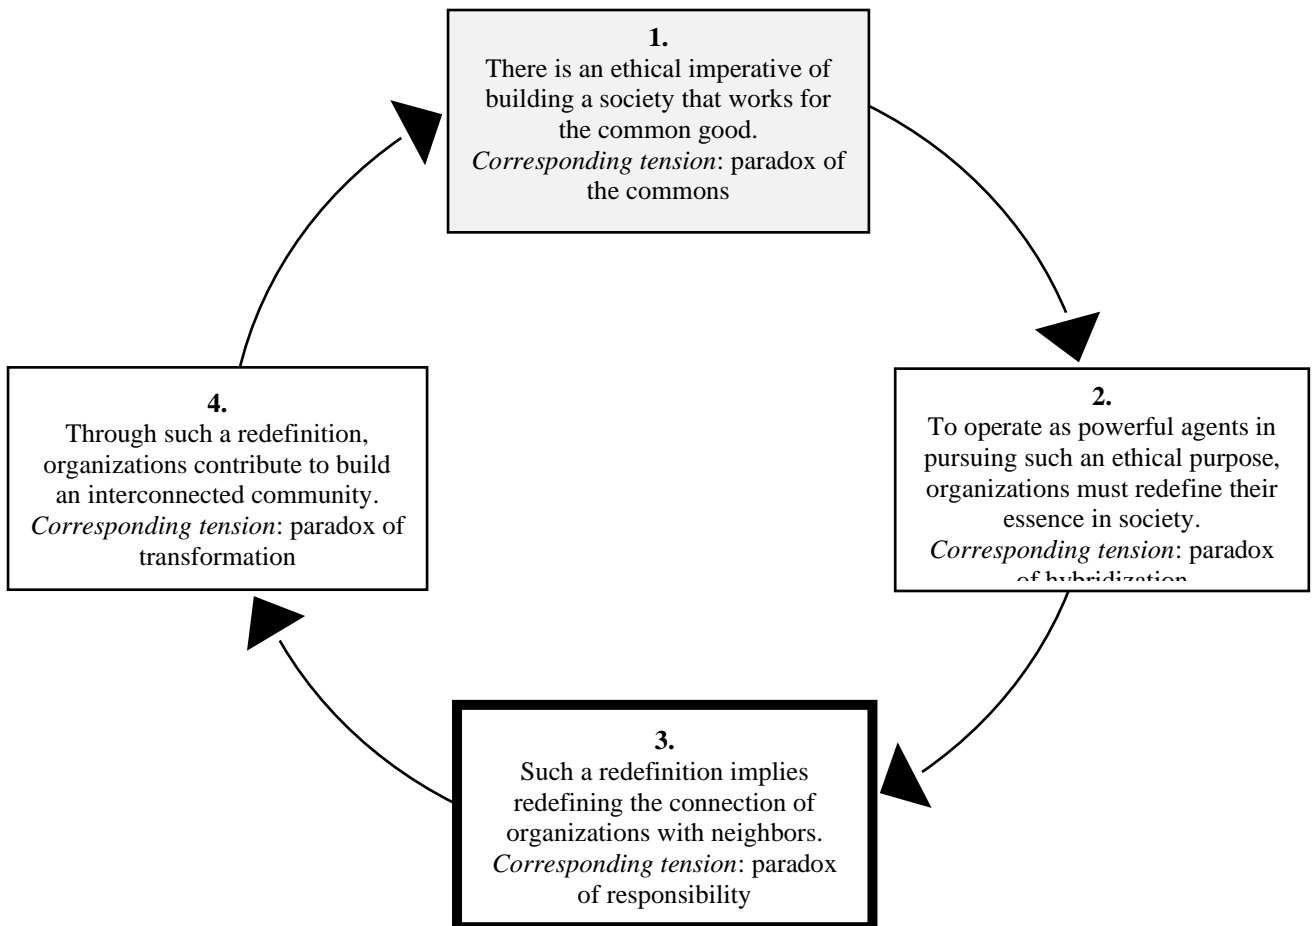 1.
There is an ethical imperative of
building a society that works for
the common good.
Corresponding tension: paradox of
the commons
2.
To operate as powerful agents in
pursuing such an ethical purpose,
organizations must redefine their
essence in society.
Corresponding tension: paradox
of hybridization
3.
Such a redefinition implies
redefining the connection of
organizations with neighbors.
Corresponding tension: paradox
of responsibility
4.
Through such a redefinition,
organizations contribute to build
an interconnected community.
Corresponding tension: paradox of
transformation